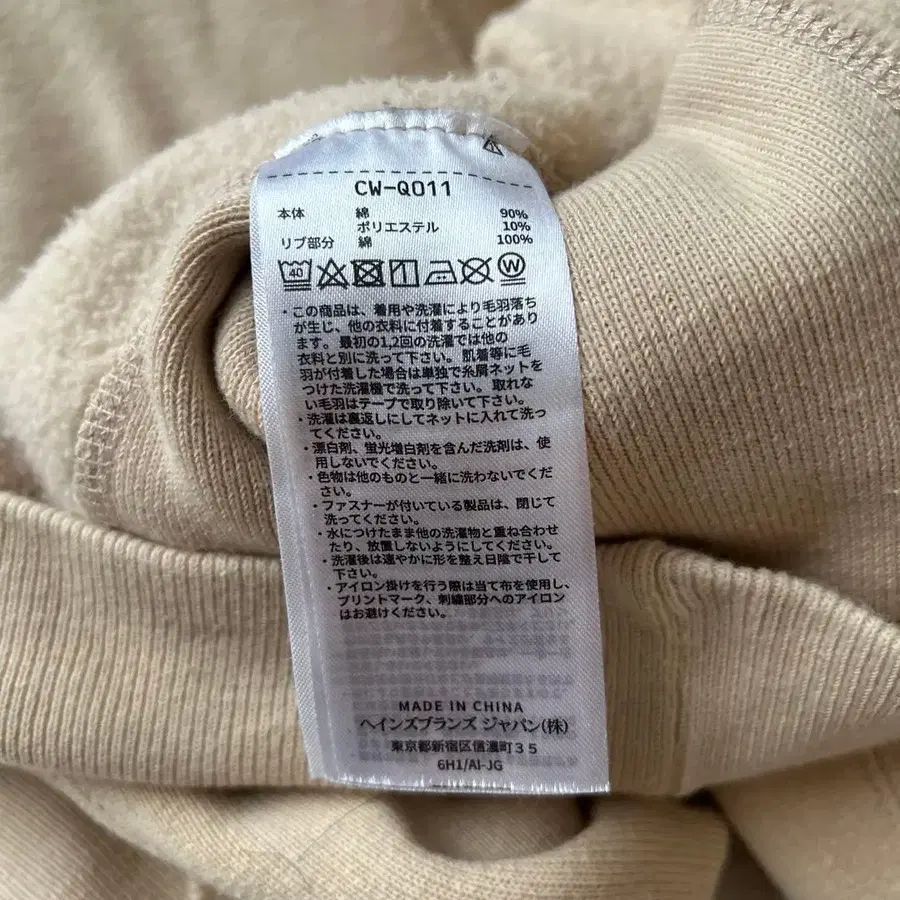 CW-Q011
本体 綿 90%
ポリエステル 10%
リブ部分 綿 100%
40
W
・この商品は、着用や洗濯により毛羽落ち
が生じ、他の衣料に付着することがあり
ます。最初の1,2回の洗濯では他の
衣料と別に洗って下さい。肌着等に毛
羽が付着した場合は単独で糸屑ネットを
つけた洗濯機で洗って下さい。取れな
い毛羽はテープで取り除いて下さい。
・洗濯は裏返しにしてネットに入れて洗っ
てください。
・漂白剤、蛍光増白剤を含んだ洗剤は、使
用しないでください。
・色物は他のものと一緒に洗わないでくだ
さい。
・ファスナーが付いている製品は、閉じて
洗ってください。
・水につけたまま他の洗濯物と重ね合わせ
たり、放置しないようにしてください。
・洗濯後は速やかに形を整え日陰で干して
下さい。
・アイロン掛けを行う際は当て布を使用し、
プリントマーク、刺繍部分へのアイロン
はお避けください。
MADE IN CHINA
ヘインズブランズ ジャパン(株)
東京都新宿区信濃町35
6H1/AI-JG